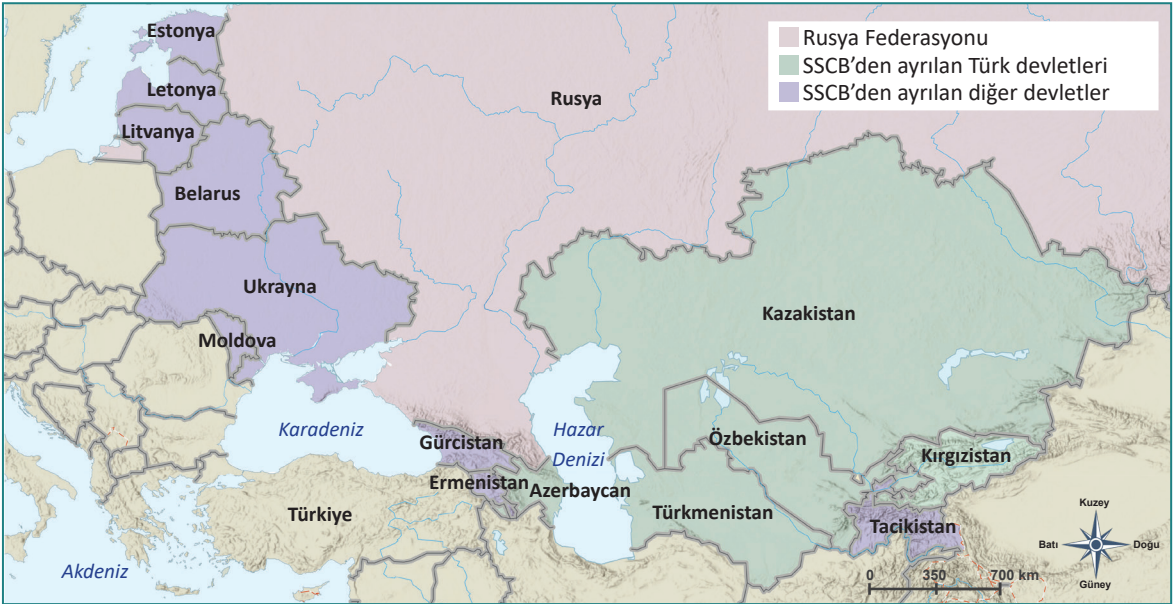 Estonya
Letonya
Litvanya
Belarus
Ukrayna
Moldova
Rusya
Rusya Federasyonu
SSCB’den ayrılan Türk devletleri
SSCB’den ayrılan diğer devletler
Kazakistan
Karadeniz
Gürcistan
Ermenistan
Azerbaycan
Hazar
Denizi
Özbekistan
Kırgızistan
Türkmenistan
Tacikistan
Türkiye
Akdeniz
Kuzey
Batı
Doğu
Güney
0 350 700 km